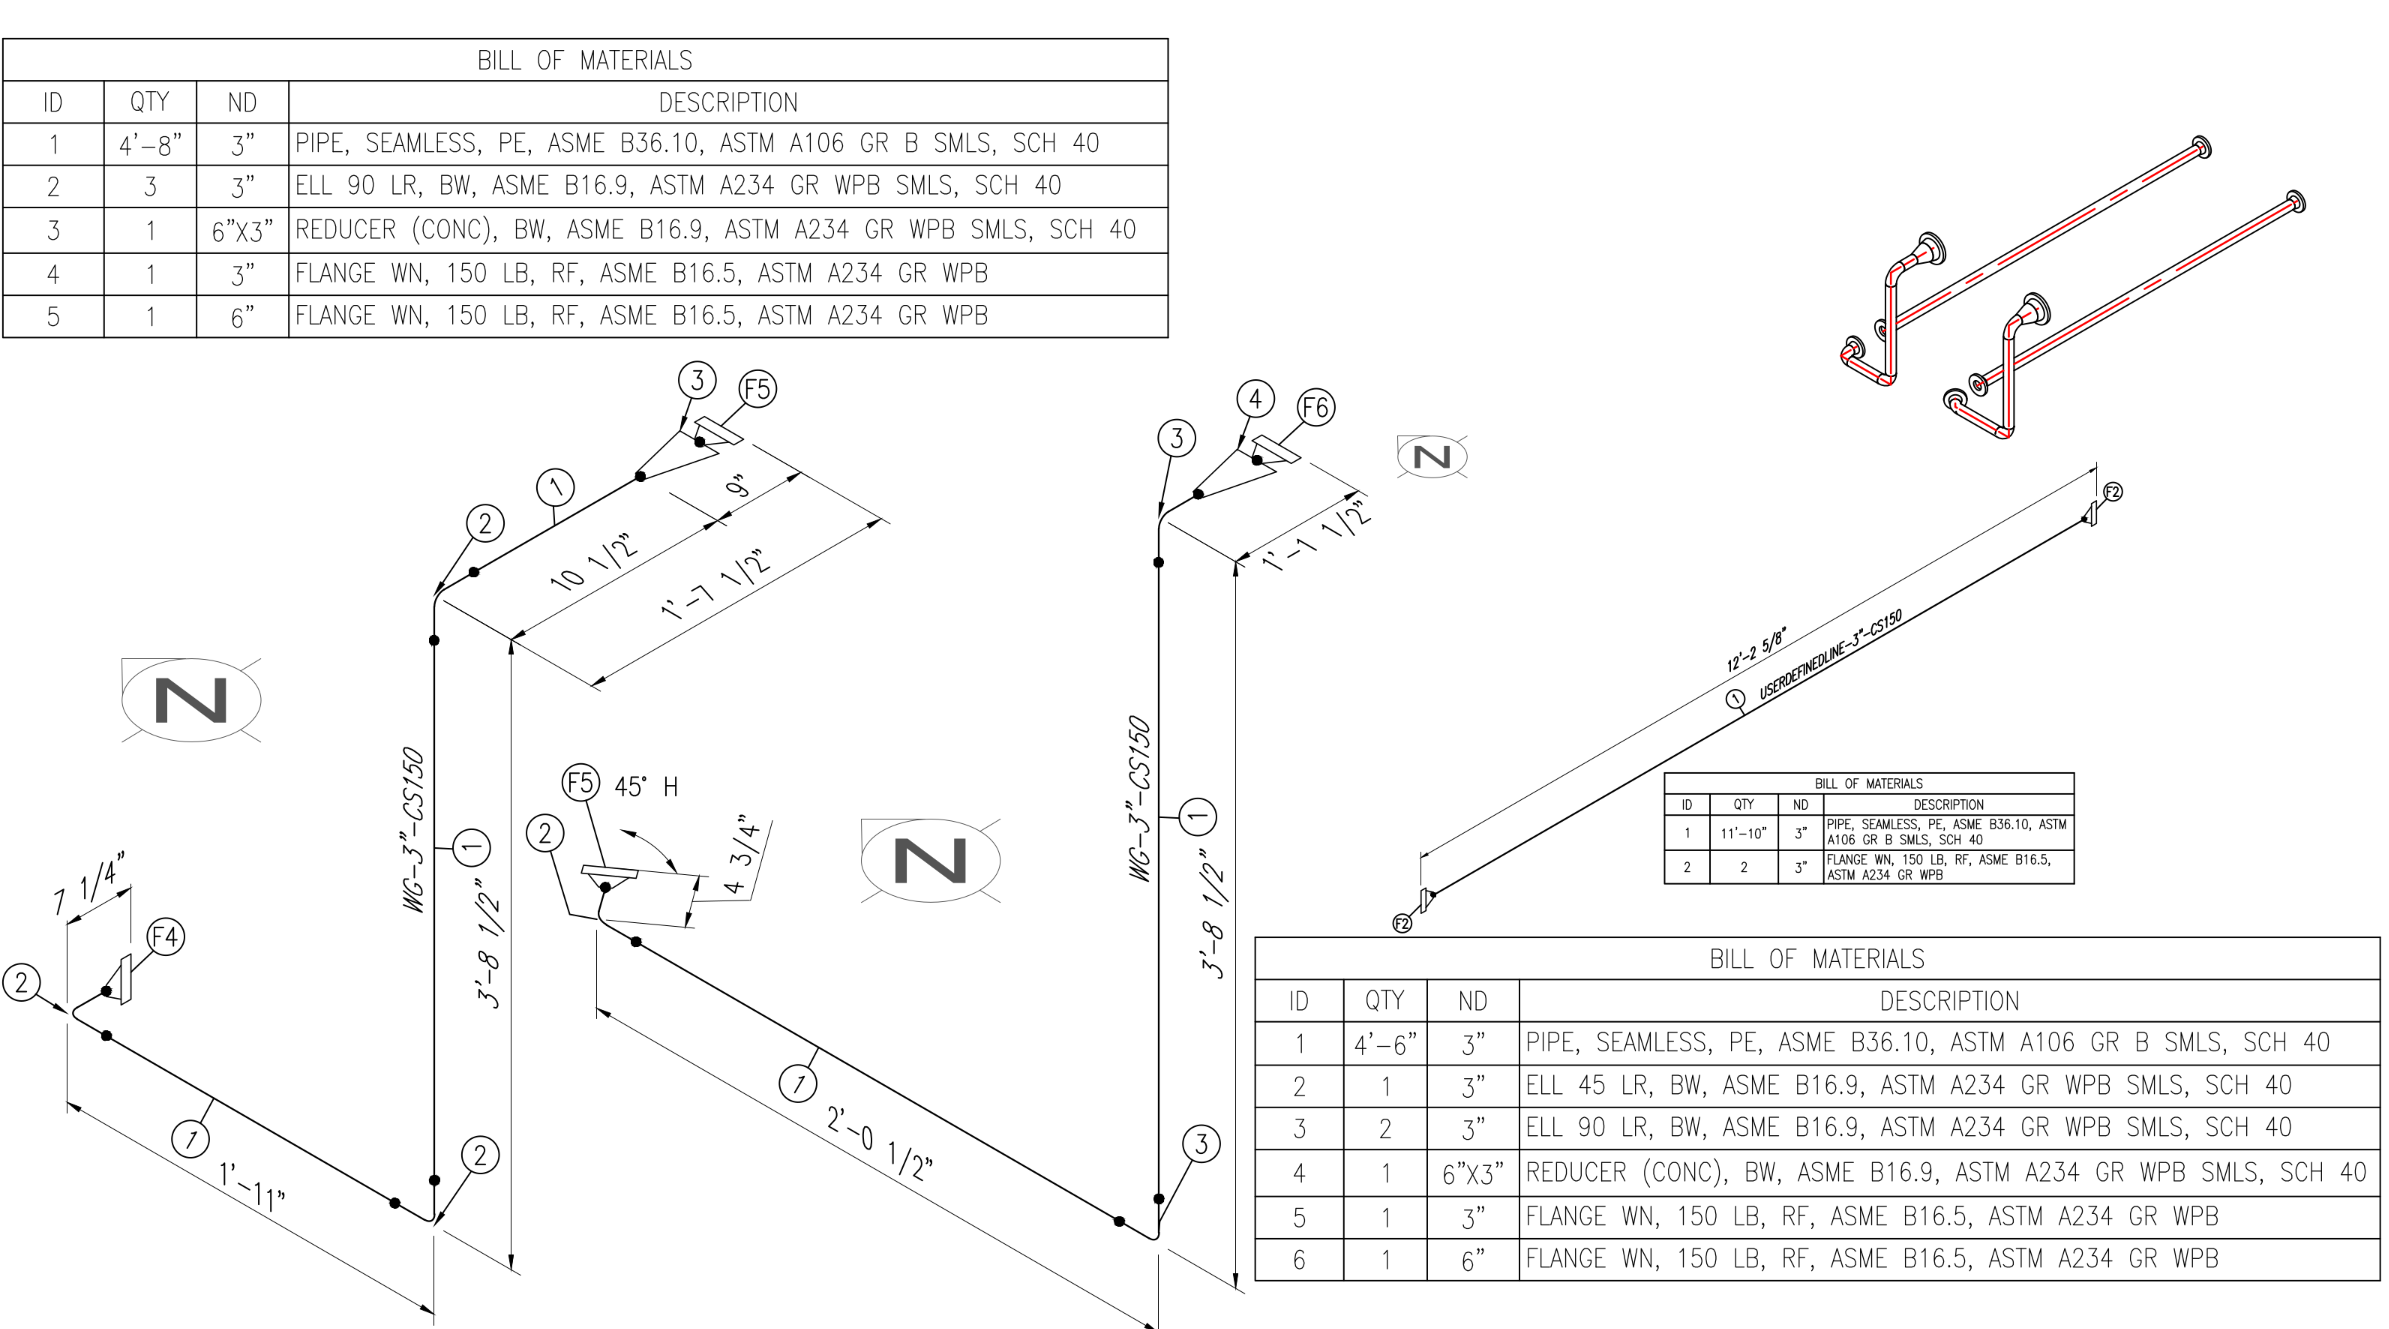 BILL OF MATERIALS
ID QTY ND DESCRIPTION
1 4'-8" 3" PIPE, SEAMLESS, PE, ASME B36.10, ASTM A106 GR B SMLS, SCH 40
2 3 3" ELL 90 LR, BW, ASME B16.9, ASTM A234 GR WPB SMLS, SCH 40
3 1 6"X3" REDUCER (CONC), BW, ASME B16.9, ASTM A234 GR WPB SMLS, SCH 40
4 1 3" FLANGE WN, 150 LB, RF, ASME B16.5, ASTM A234 GR WPB
5 1 6" FLANGE WN, 150 LB, RF, ASME B16.5, ASTM A234 GR WPB
3
F5
1
2
9"
10 1/2"
1'-7 1/2"
N
WG-3"-CS150
1
3'-8 1/2"
7 1/4"
F4
2
1
1'-11"
2
4
F6
3
1'-1 1/2"
N
F5
45° H
2
4 3/4"
N
WG-3"-CS150
1
3'-8 1/2"
1
2'-0 1/2"
3
F2
12'-2 5/8"
USERDEFINEDLINE-3"-CS150
1
F2
BILL OF MATERIALS
ID QTY ND DESCRIPTION
1 11'-10" 3" PIPE, SEAMLESS, PE, ASME B36.10, ASTM
A106 GR B SMLS, SCH 40
2 2 3" FLANGE WN, 150 LB, RF, ASME B16.5,
ASTM A234 GR WPB
BILL OF MATERIALS
ID QTY ND DESCRIPTION
1 4'-6" 3" PIPE, SEAMLESS, PE, ASME B36.10, ASTM A106 GR B SMLS, SCH 40
2 1 3" ELL 45 LR, BW, ASME B16.9, ASTM A234 GR WPB SMLS, SCH 40
3 2 3" ELL 90 LR, BW, ASME B16.9, ASTM A234 GR WPB SMLS, SCH 40
4 1 6"X3" REDUCER (CONC), BW, ASME B16.9, ASTM A234 GR WPB SMLS, SCH 40
5 1 3" FLANGE WN, 150 LB, RF, ASME B16.5, ASTM A234 GR WPB
6 1 6" FLANGE WN, 150 LB, RF, ASME B16.5, ASTM A234 GR WPB